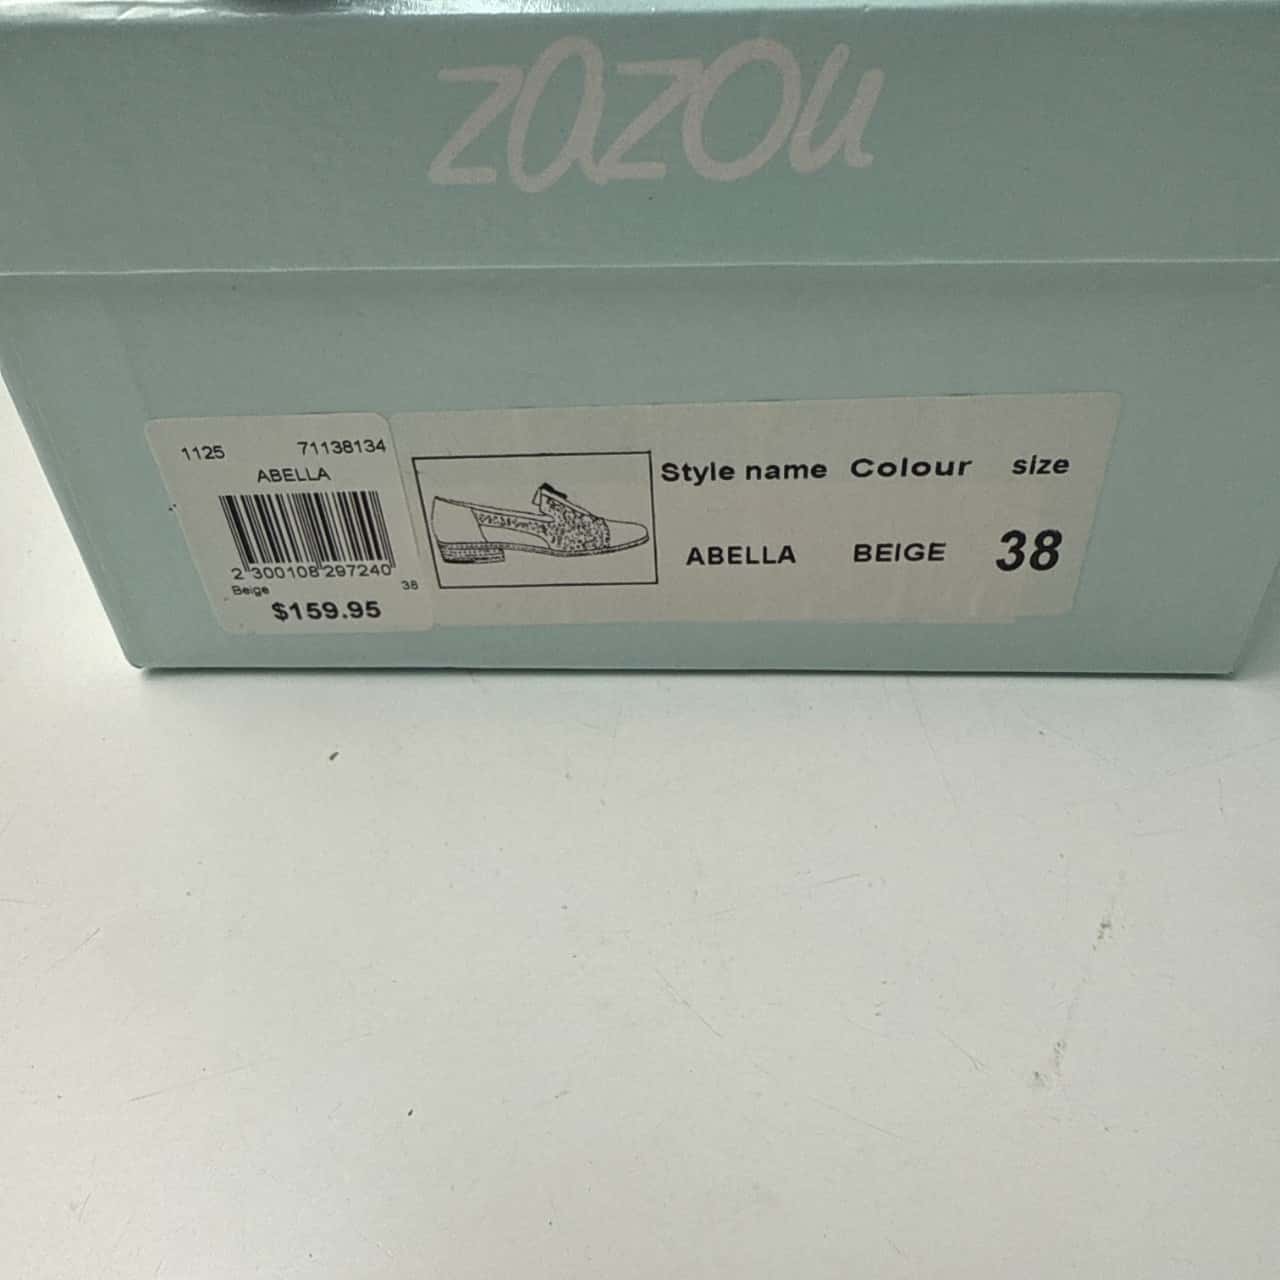 zazou
1125 71138134
ABELLA
2 300108 297240
Beige 38
$159.95
Style name Colour size
ABELLA BEIGE 38